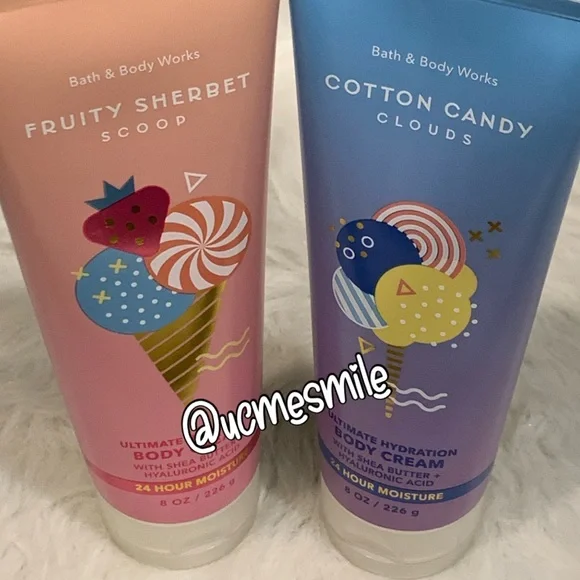 Bath & Body Works
FRUITY SHERBET
SCOOP
ULTIMATE
BODY
WITH SHEA BUTTER
HYALURONIC ACID
24 HOUR MOISTURE
8 OZ / 226 g
Bath & Body Works
COTTON CANDY
CLOUDS
ULTIMATE HYDRATION
BODY CREAM
WITH SHEA BUTTER +
HYALURONIC ACID
24 HOUR MOISTURE
8 OZ / 226 g
@ucmesmile